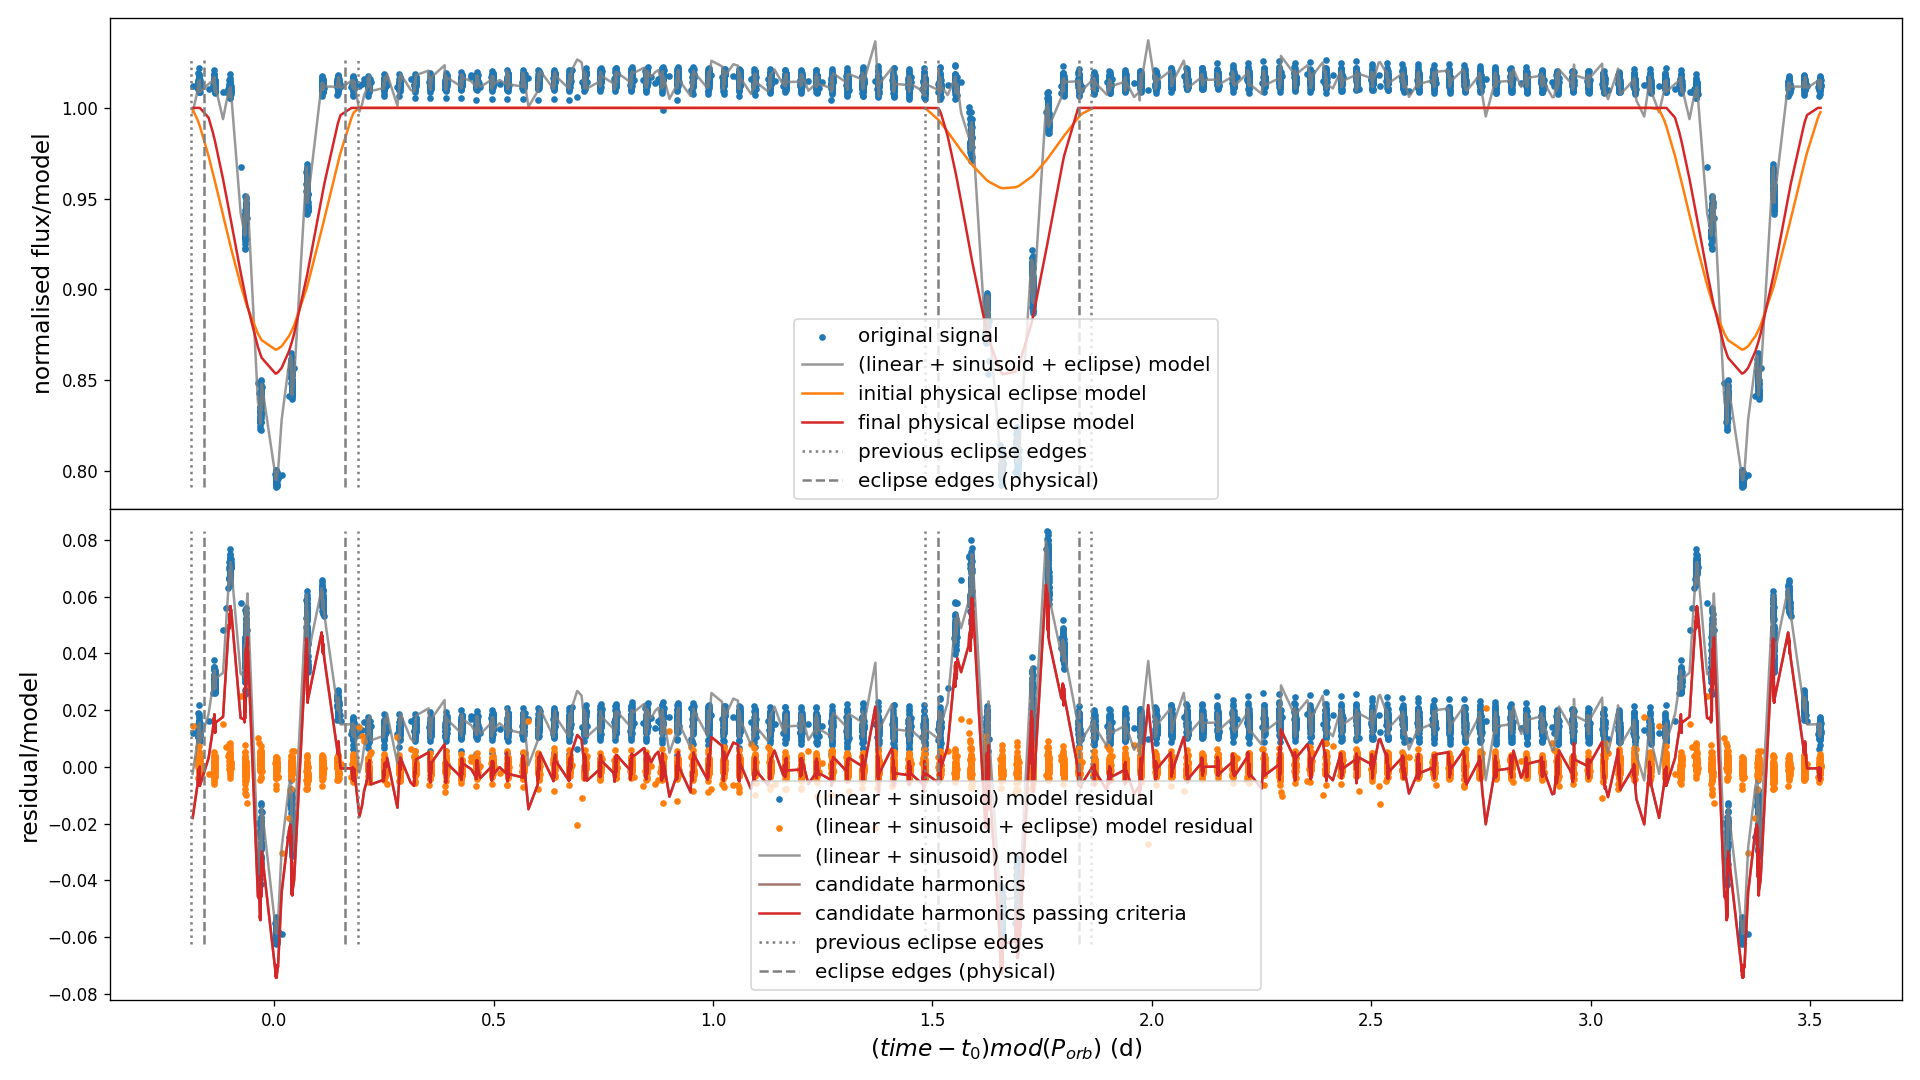 normalised flux/model
1.00
0.95
0.90
0.85
0.80
original signal
(linear + sinusoid + eclipse) model
initial physical eclipse model
final physical eclipse model
previous eclipse edges
eclipse edges (physical)
residual/model
0.08
0.06
0.04
0.02
0.00
−0.02
−0.04
−0.06
−0.08
(linear + sinusoid) model residual
(linear + sinusoid + eclipse) model residual
(linear + sinusoid) model
candidate harmonics
candidate harmonics passing criteria
previous eclipse edges
eclipse edges (physical)
0.0 0.5 1.0 1.5 2.0 2.5 3.0 3.5
(time − t₀)mod(P_orb) (d)